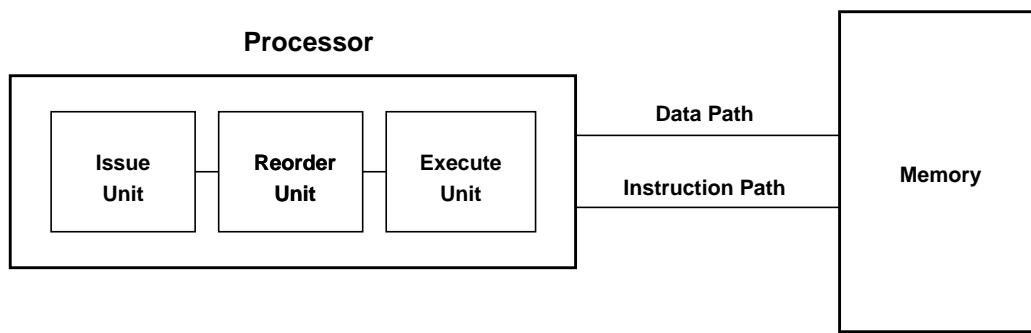 Processor
Issue
Unit
Reorder
Unit
Execute
Unit
Data Path
Instruction Path
Memory